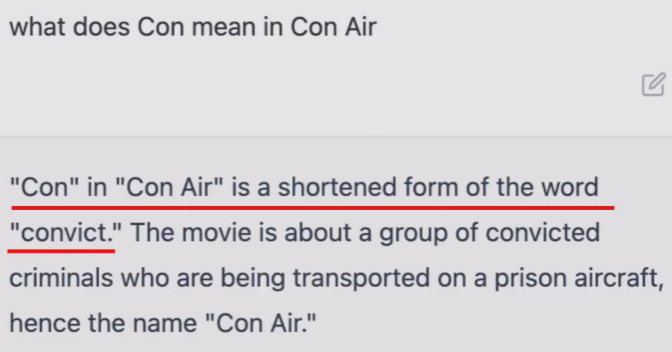 what does Con mean in Con Air
"Con" in "Con Air" is a shortened form of the word
"convict." The movie is about a group of convicted
criminals who are being transported on a prison aircraft,
hence the name "Con Air."